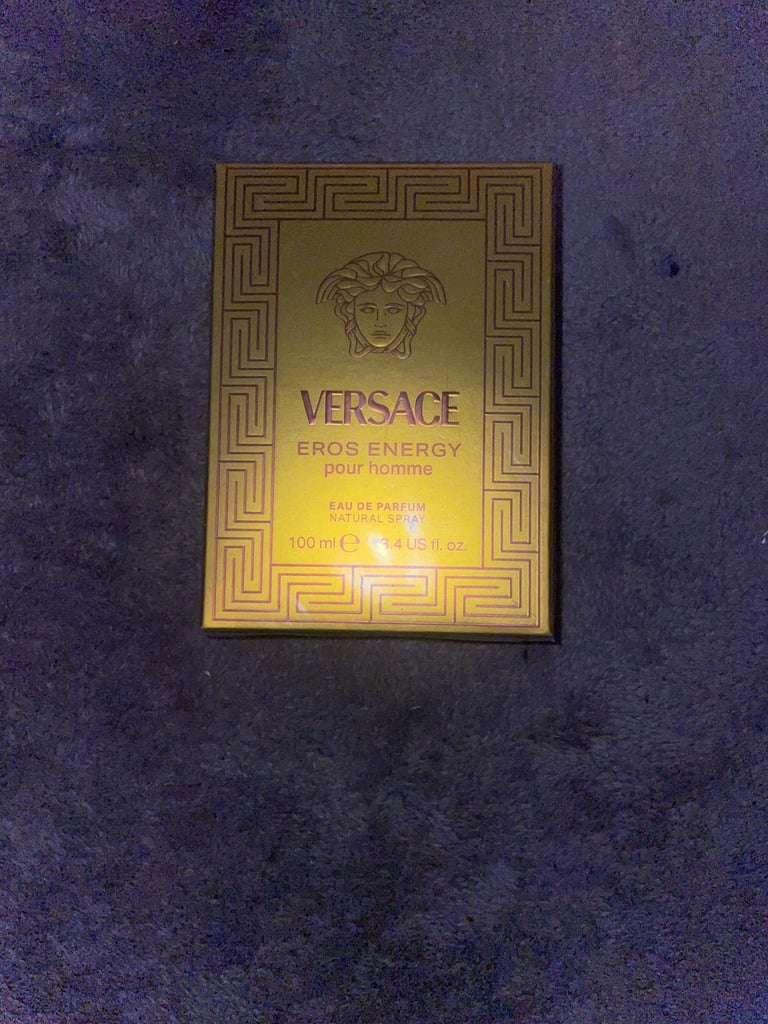 VERSACE
EROS ENERGY
pour homme
EAU DE PARFUM
NATURAL SPRAY
100 ml ℮ 3.4 US fl. oz.